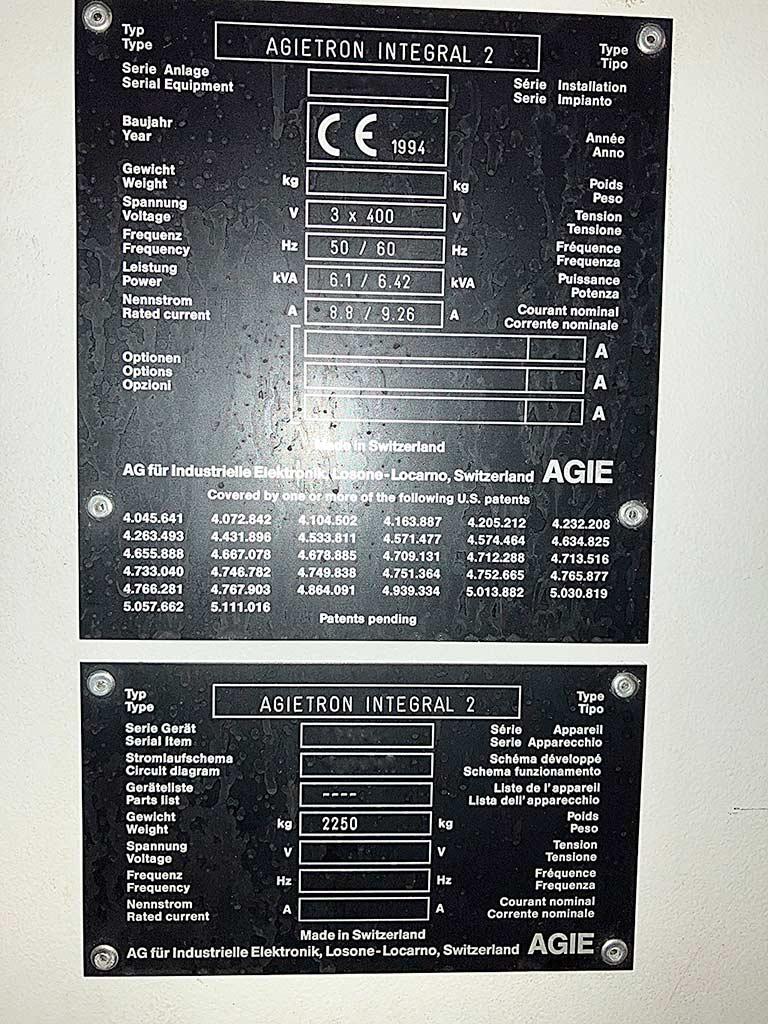 Typ
Type
AGIETRON INTEGRAL 2
Type
Tipo
Serie Anlage
Serial Equipment
Série Installation
Serie Impianto
Baujahr
Year
CE 1994
Année
Anno
Gewicht
Weight
kg
kg
Poids
Peso
Spannung
Voltage
V
3 x 400
V
Tension
Tensione
Frequenz
Frequency
Hz
50 / 60
Hz
Fréquence
Frequenza
Leistung
Power
kVA
6.1 / 6.42
kVA
Puissance
Potenza
Nennstrom
Rated current
A
8.8 / 9.26
A
Courant nominal
Corrente nominale
Optionen
Options
Opzioni
A
A
A
Made in Switzerland
AG für Industrielle Elektronik, Losone-Locarno, Switzerland AGIE
Covered by one or more of the following U.S. patents
4.045.641 4.072.842 4.104.502 4.163.887 4.205.212 4.232.208
4.263.493 4.431.896 4.533.811 4.571.477 4.574.464 4.634.825
4.655.888 4.667.078 4.678.885 4.709.131 4.712.288 4.713.516
4.733.040 4.746.782 4.749.838 4.751.364 4.752.665 4.765.877
4.766.281 4.767.903 4.864.091 4.939.334 5.013.882 5.030.819
5.057.662 5.111.016
Patents pending
Typ
Type
AGIETRON INTEGRAL 2
Type
Tipo
Serie Gerät
Serial Item
Série Appareil
Serie Apparecchio
Stromlaufschema
Circuit diagram
Schéma développé
Schema funzionamento
Geräteliste
Parts list
----
Liste de l'appareil
Lista dell'apparecchio
Gewicht
Weight
kg
2250
kg
Poids
Peso
Spannung
Voltage
V
V
Tension
Tensione
Frequenz
Frequency
Hz
Hz
Fréquence
Frequenza
Nennstrom
Rated current
A
A
Courant nominal
Corrente nominale
Made in Switzerland
AG für Industrielle Elektronik, Losone-Locarno, Switzerland AGIE